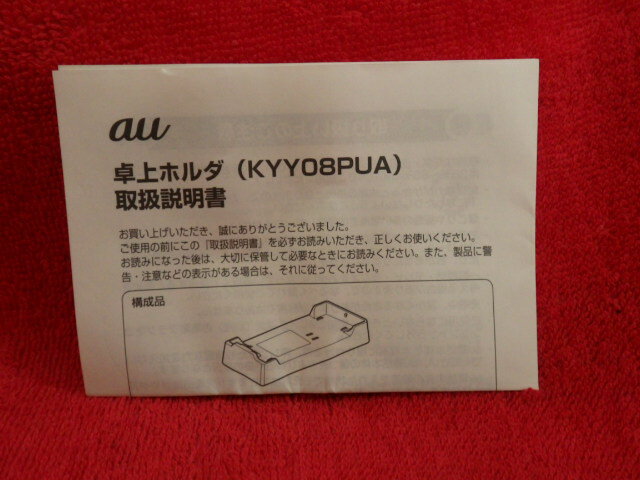 au
卓上ホルダ（KYY08PUA）
取扱説明書
お買い上げいただき、誠にありがとうございました。
ご使用の前にこの『取扱説明書』を必ずお読みいただき、正しくお使いください。
お読みになった後は、大切に保管して必要なときにお読みください。また、製品に警
告・注意などの表示がある場合は、それに従ってください。
構成品